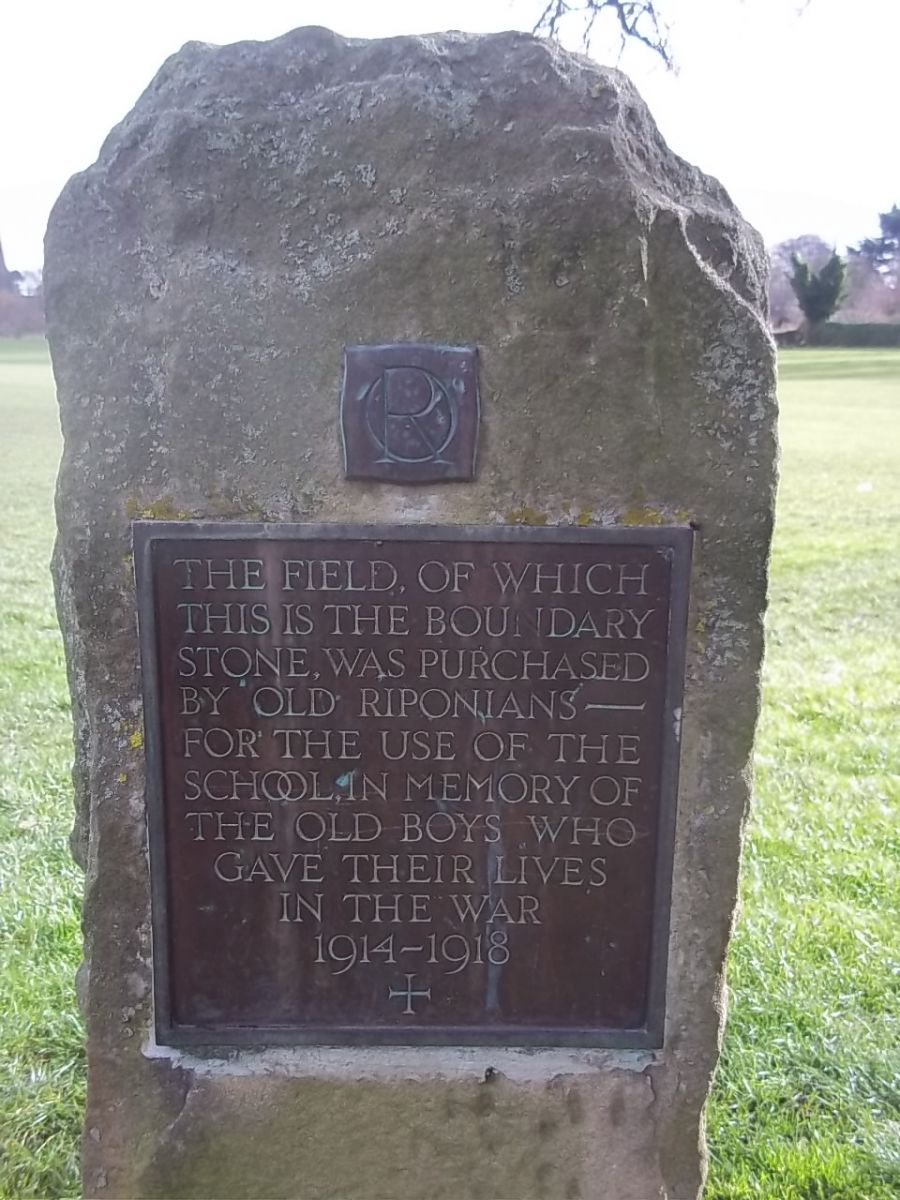 OR
THE FIELD, OF WHICH
THIS IS THE BOUNDARY
STONE, WAS PURCHASED
BY OLD RIPONIANS—
FOR THE USE OF THE
SCHOOL, IN MEMORY OF
THE OLD BOYS WHO
GAVE THEIR LIVES
IN THE WAR
1914-1918